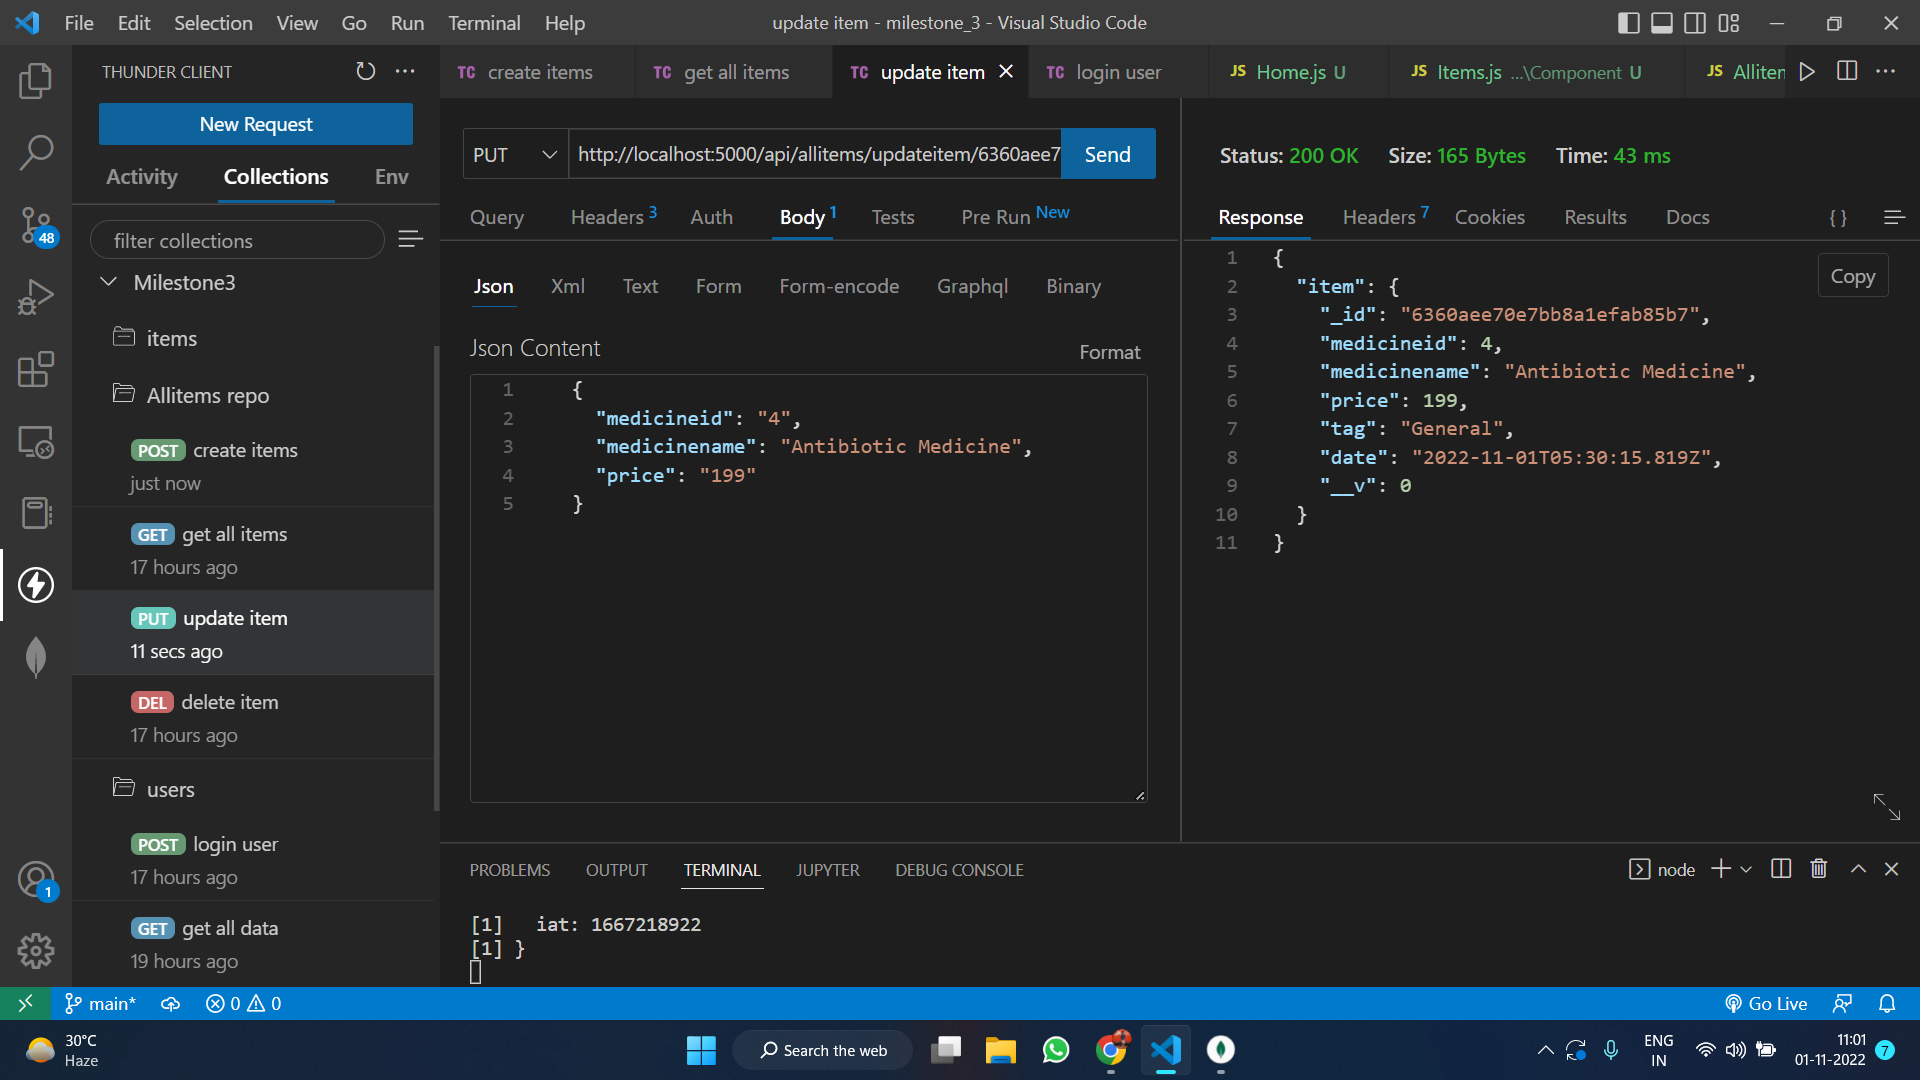 File Edit Selection View Go Run Terminal Help
update item - milestone_3 - Visual Studio Code
THUNDER CLIENT
New Request
Activity Collections Env
filter collections
Milestone3
items
Allitems repo
POST create items
just now
GET get all items
17 hours ago
PUT update item
11 secs ago
DEL delete item
17 hours ago
users
POST login user
17 hours ago
GET get all data
19 hours ago
48
1
TC create items
TC get all items
TC update item
TC login user
JS Home.js U
JS Items.js ...\Component U
JS Alliten
PUT http://localhost:5000/api/allitems/updateitem/6360aee7 Send
Query Headers 3 Auth Body 1 Tests Pre Run New
Json Xml Text Form Form-encode Graphql Binary
Json Content Format
1 {
2 "medicineid": "4",
3 "medicinename": "Antibiotic Medicine",
4 "price": "199"
5 }
Status: 200 OK Size: 165 Bytes Time: 43 ms
Response Headers 7 Cookies Results Docs { }
Copy
1 {
2 "item": {
3 "_id": "6360aee70e7bb8a1efab85b7",
4 "medicineid": 4,
5 "medicinename": "Antibiotic Medicine",
6 "price": 199,
7 "tag": "General",
8 "date": "2022-11-01T05:30:15.819Z",
9 "__v": 0
10 }
11 }
PROBLEMS OUTPUT TERMINAL JUPYTER DEBUG CONSOLE
node
[1] iat: 1667218922
[1] }
main* 0 0
Go Live
30°C
Haze
Search the web
ENG
IN
11:01
01-11-2022
7